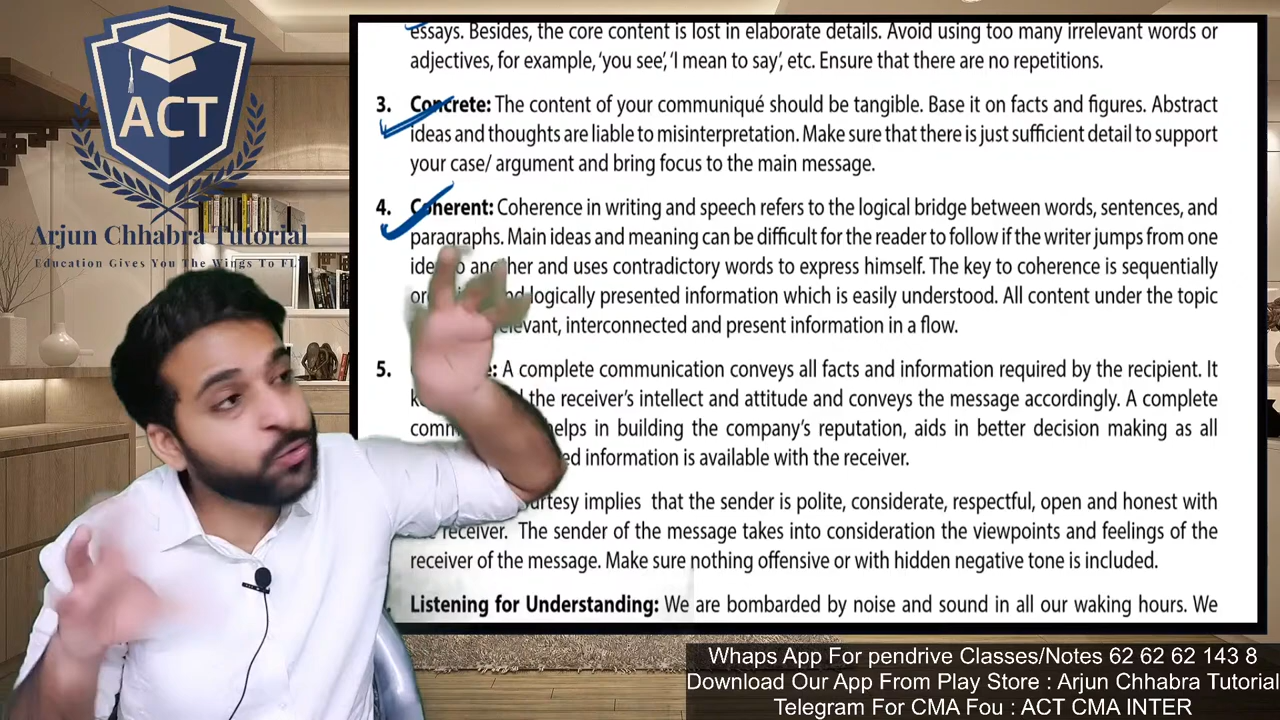 ACT
Arjun Chhabra Tutorial
Education Gives You The Wings To Fl
essays. Besides, the core content is lost in elaborate details. Avoid using too many irrelevant words or
adjectives, for example, ‘you see’, ‘I mean to say’, etc. Ensure that there are no repetitions.
3. Concrete: The content of your communiqué should be tangible. Base it on facts and figures. Abstract
ideas and thoughts are liable to misinterpretation. Make sure that there is just sufficient detail to support
your case/ argument and bring focus to the main message.
4. Coherent: Coherence in writing and speech refers to the logical bridge between words, sentences, and
paragraphs. Main ideas and meaning can be difficult for the reader to follow if the writer jumps from one
and uses contradictory words to express himself. The key to coherence is sequentially
logically presented information which is easily understood. All content under the topic
interconnected and present information in a flow.
5. A complete communication conveys all facts and information required by the recipient. It
the receiver’s intellect and attitude and conveys the message accordingly. A complete
helps in building the company’s reputation, aids in better decision making as all
information is available with the receiver.
implies that the sender is polite, considerate, respectful, open and honest with
receiver. The sender of the message takes into consideration the viewpoints and feelings of the
receiver of the message. Make sure nothing offensive or with hidden negative tone is included.
Listening for Understanding: We are bombarded by noise and sound in all our waking hours. We
Whaps App For pendrive Classes/Notes 62 62 62 143 8
Download Our App From Play Store : Arjun Chhabra Tutorial
Telegram For CMA Fou : ACT CMA INTER